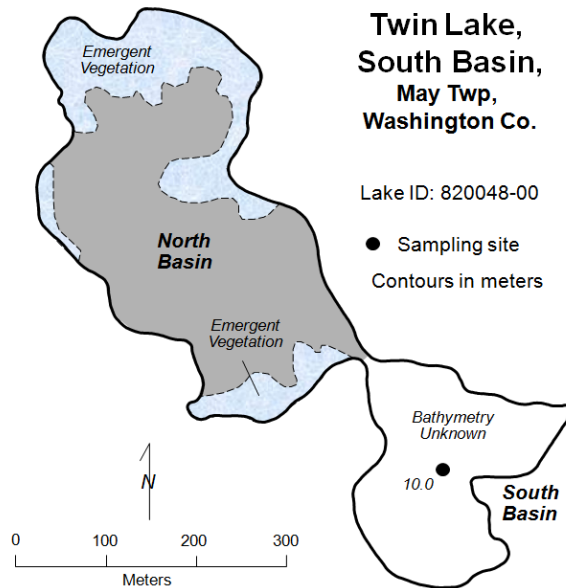 Twin Lake,
South Basin,
May Twp,
Washington Co.
Lake ID: 820048-00
Sampling site
Contours in meters
Emergent
Vegetation
North
Basin
Emergent
Vegetation
Bathymetry
Unknown
10.0
South
Basin
N
0 100 200 300
Meters